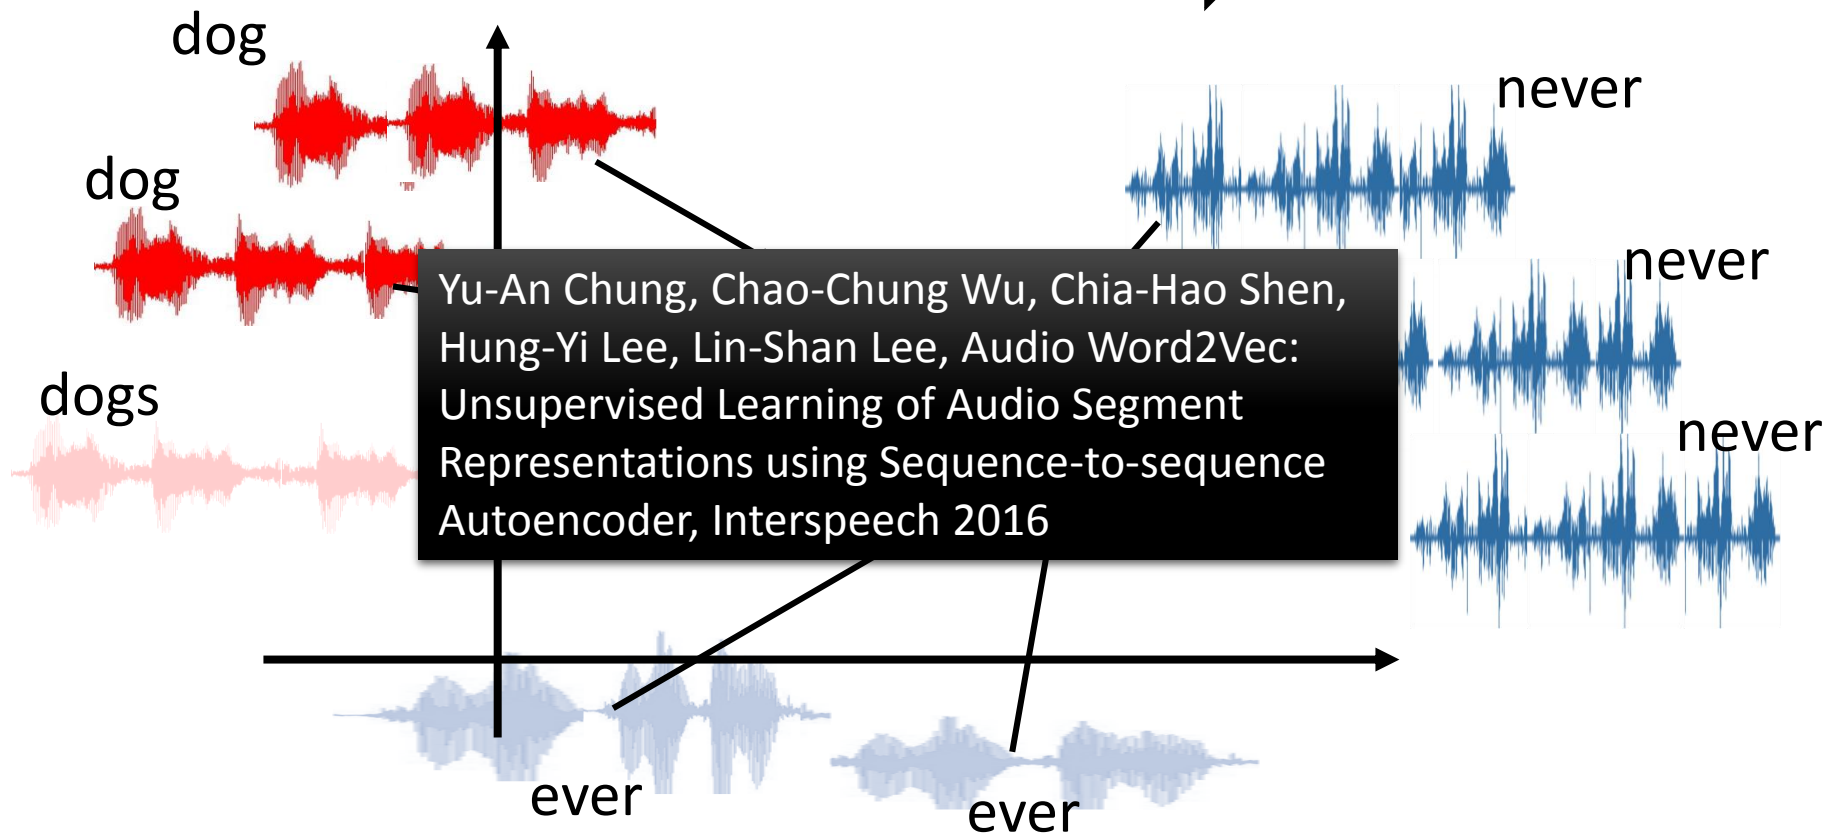 dog
never
dog
never
Yu-An Chung, Chao-Chung Wu, Chia-Hao Shen,
Hung-Yi Lee, Lin-Shan Lee, Audio Word2Vec:
Unsupervised Learning of Audio Segment
Representations using Sequence-to-sequence
Autoencoder, Interspeech 2016
dogs
never
ever
ever